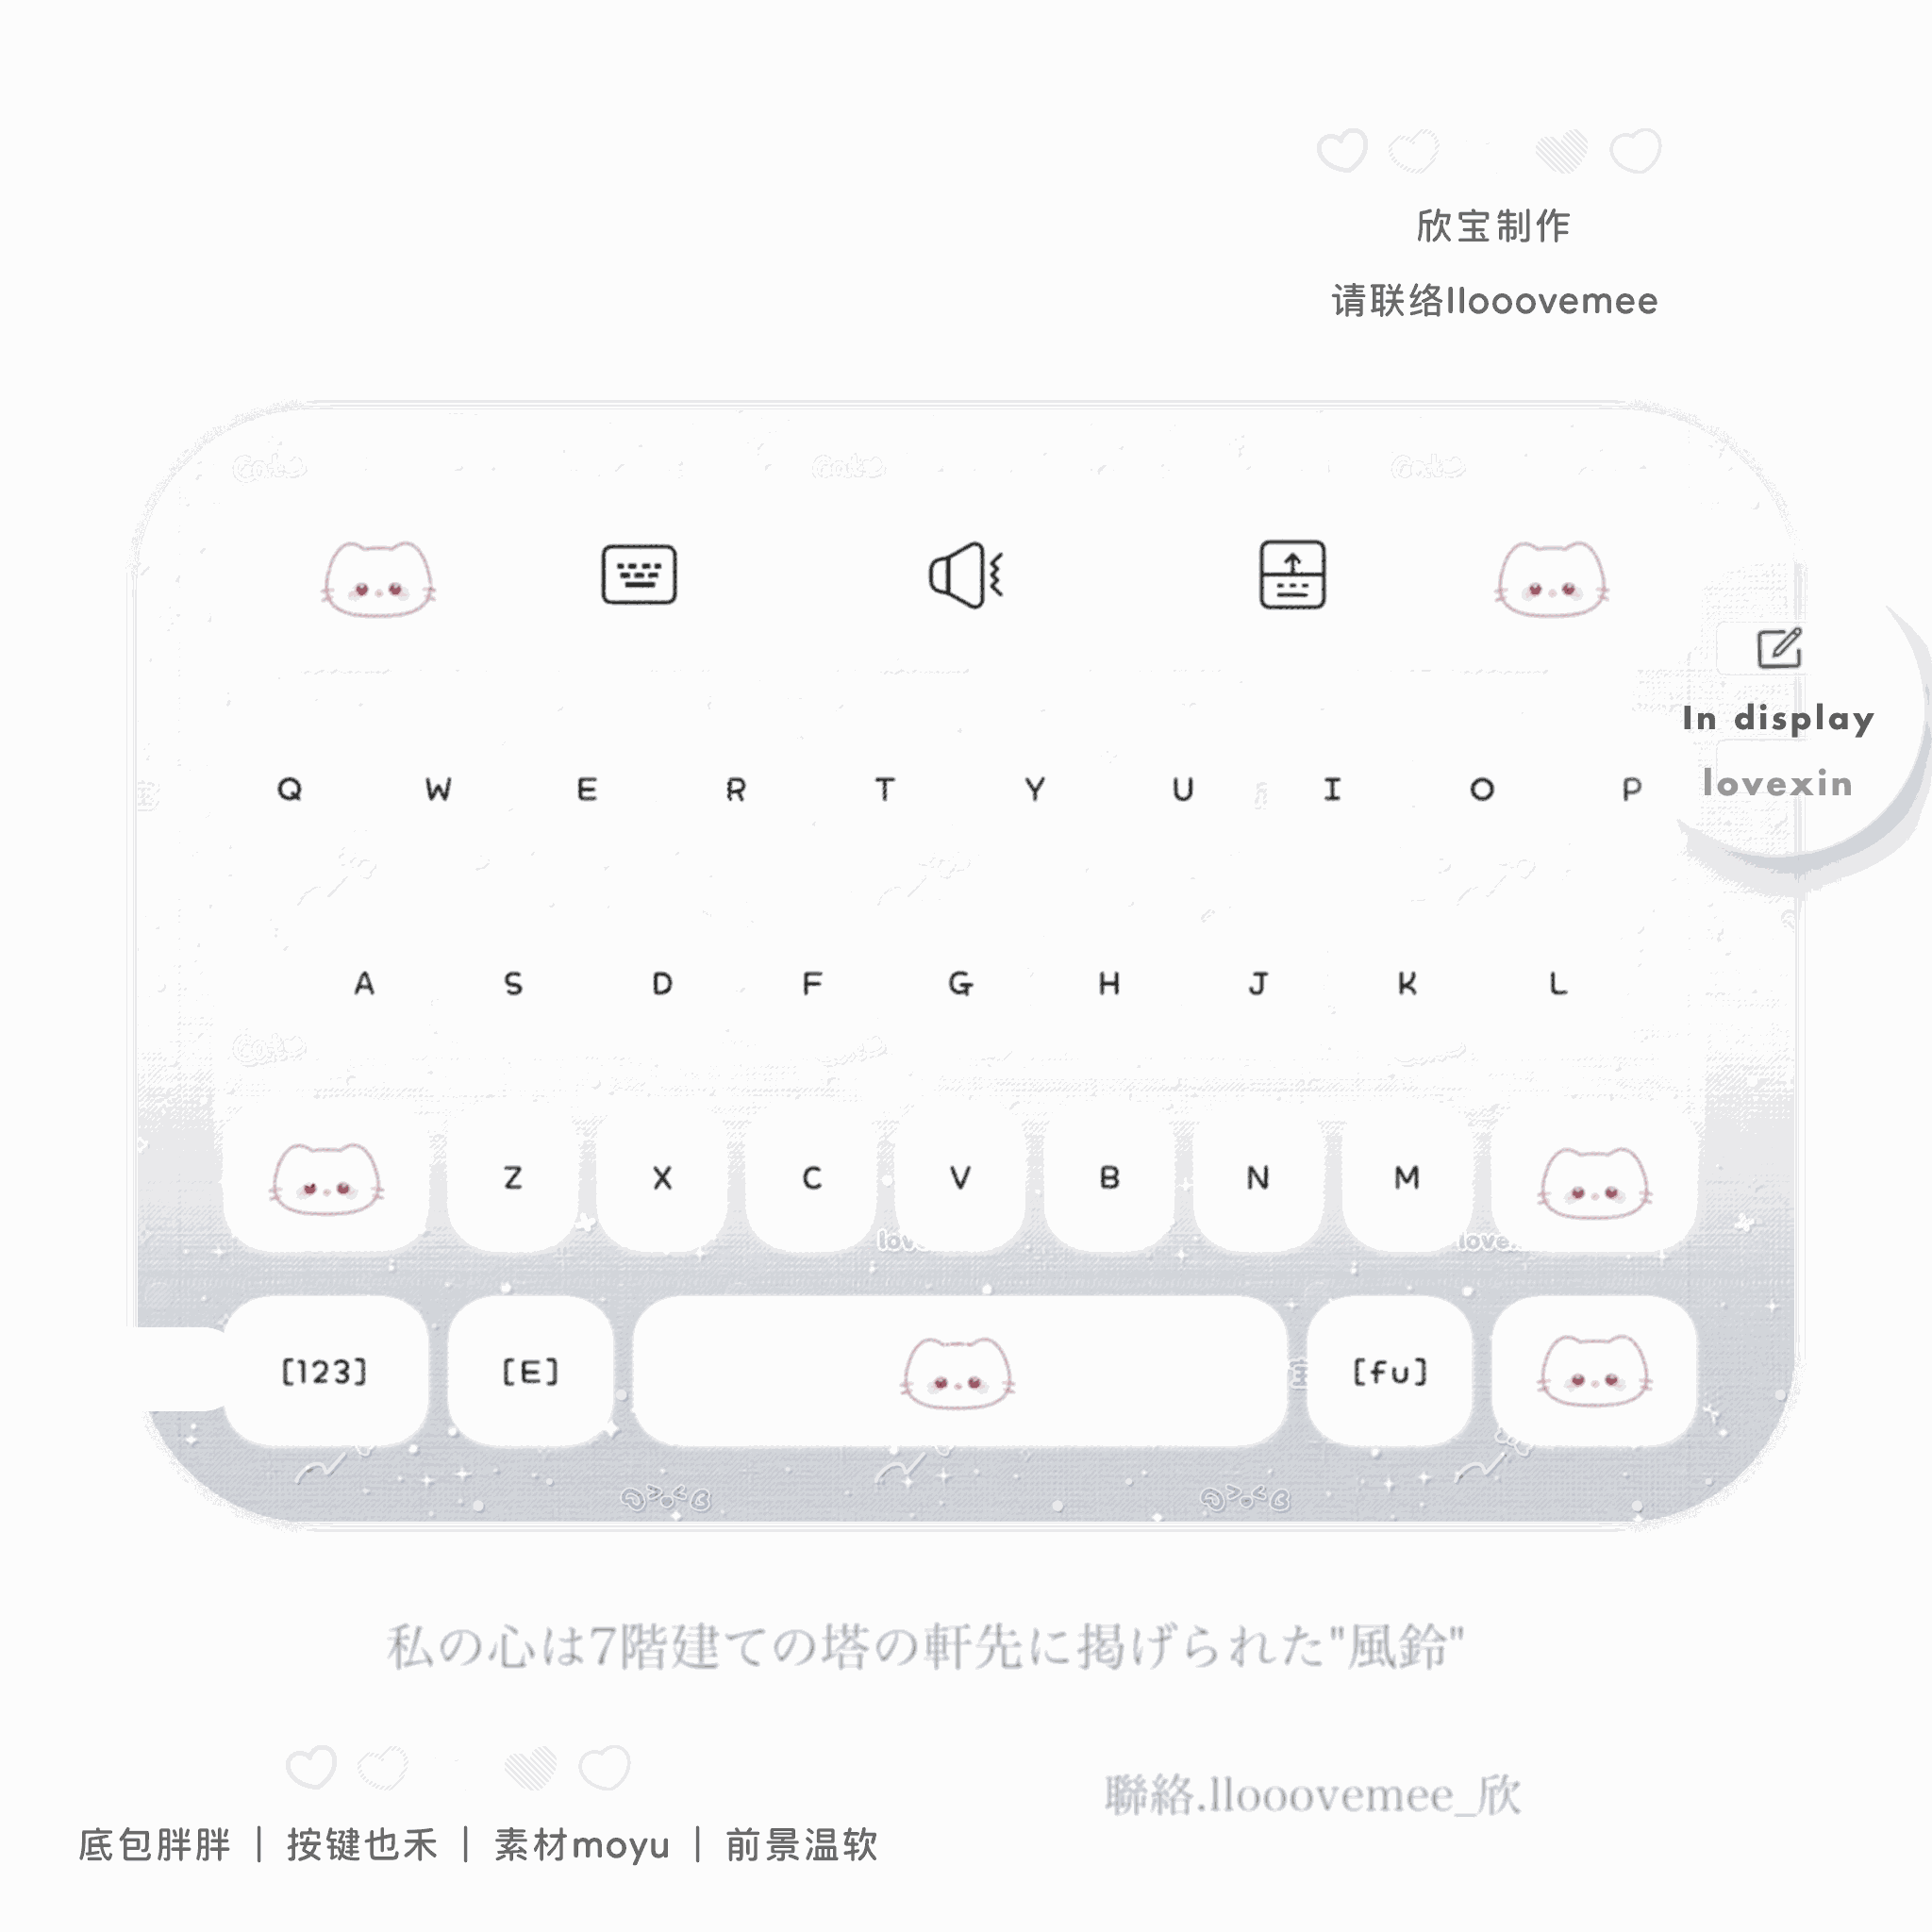 欣宝制作
请联络llooovemee
In display
lovexin
Q W E R T Y U I O P
A S D F G H J K L
Z X C V B N M
[123] [E] [fu]
私の心は7階建ての塔の軒先に掲げられた"風鈴"
聯絡.llooovemee_欣
底包胖胖 | 按键也禾 | 素材moyu | 前景温软